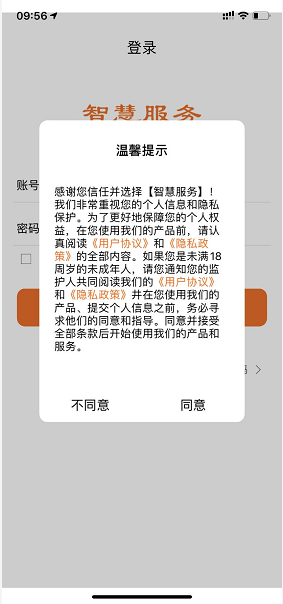 09:56
登录
智慧服务
温馨提示
账号
感谢您信任并选择【智慧服务】！
我们非常重视您的个人信息和隐私
保护。为了更好地保障您的个人权
益，在您使用我们的产品前，请认
真阅读《用户协议》和《隐私政
策》的全部内容。如果您是未满18
周岁的未成年人，请您通知您的监
护人共同阅读我们的《用户协议》
和《隐私政策》并在您使用我们的
产品、提交个人信息之前，务必寻
求他们的同意和指导。同意并接受
全部条款后开始使用我们的产品和
服务。
密码
不同意
同意